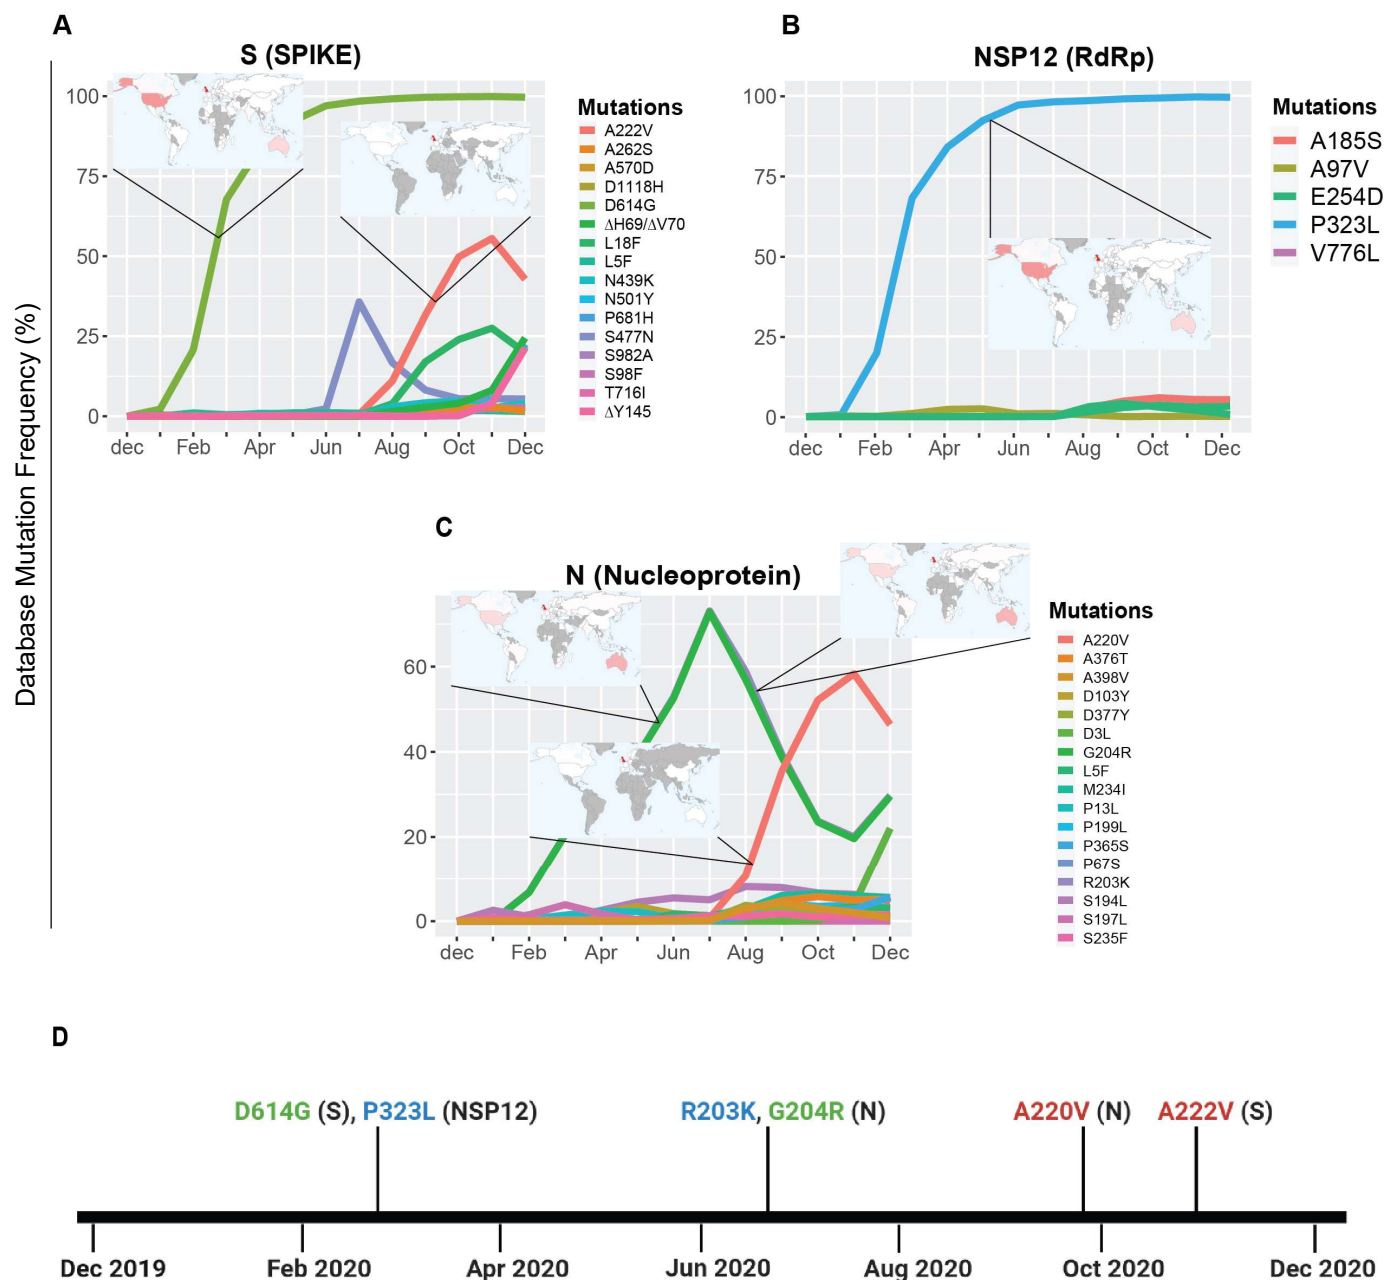 A
S (SPIKE)
Database Mutation Frequency (%)
100
75
50
25
0
dec Feb Apr Jun Aug Oct Dec
Mutations
A222V
A262S
A570D
D1118H
D614G
ΔH69/ΔV70
L18F
L5F
N439K
N501Y
P681H
S477N
S982A
S98F
T716I
ΔY145
B
NSP12 (RdRp)
100
75
50
25
0
dec Feb Apr Jun Aug Oct Dec
Mutations
A185S
A97V
E254D
P323L
V776L
C
N (Nucleoprotein)
60
40
20
0
dec Feb Apr Jun Aug Oct Dec
Mutations
A220V
A376T
A398V
D103Y
D377Y
D3L
G204R
L5F
M234I
P13L
P199L
P365S
P67S
R203K
S194L
S197L
S235F
D
D614G (S), P323L (NSP12) R203K, G204R (N) A220V (N) A222V (S)
Dec 2019 Feb 2020 Apr 2020 Jun 2020 Aug 2020 Oct 2020 Dec 2020